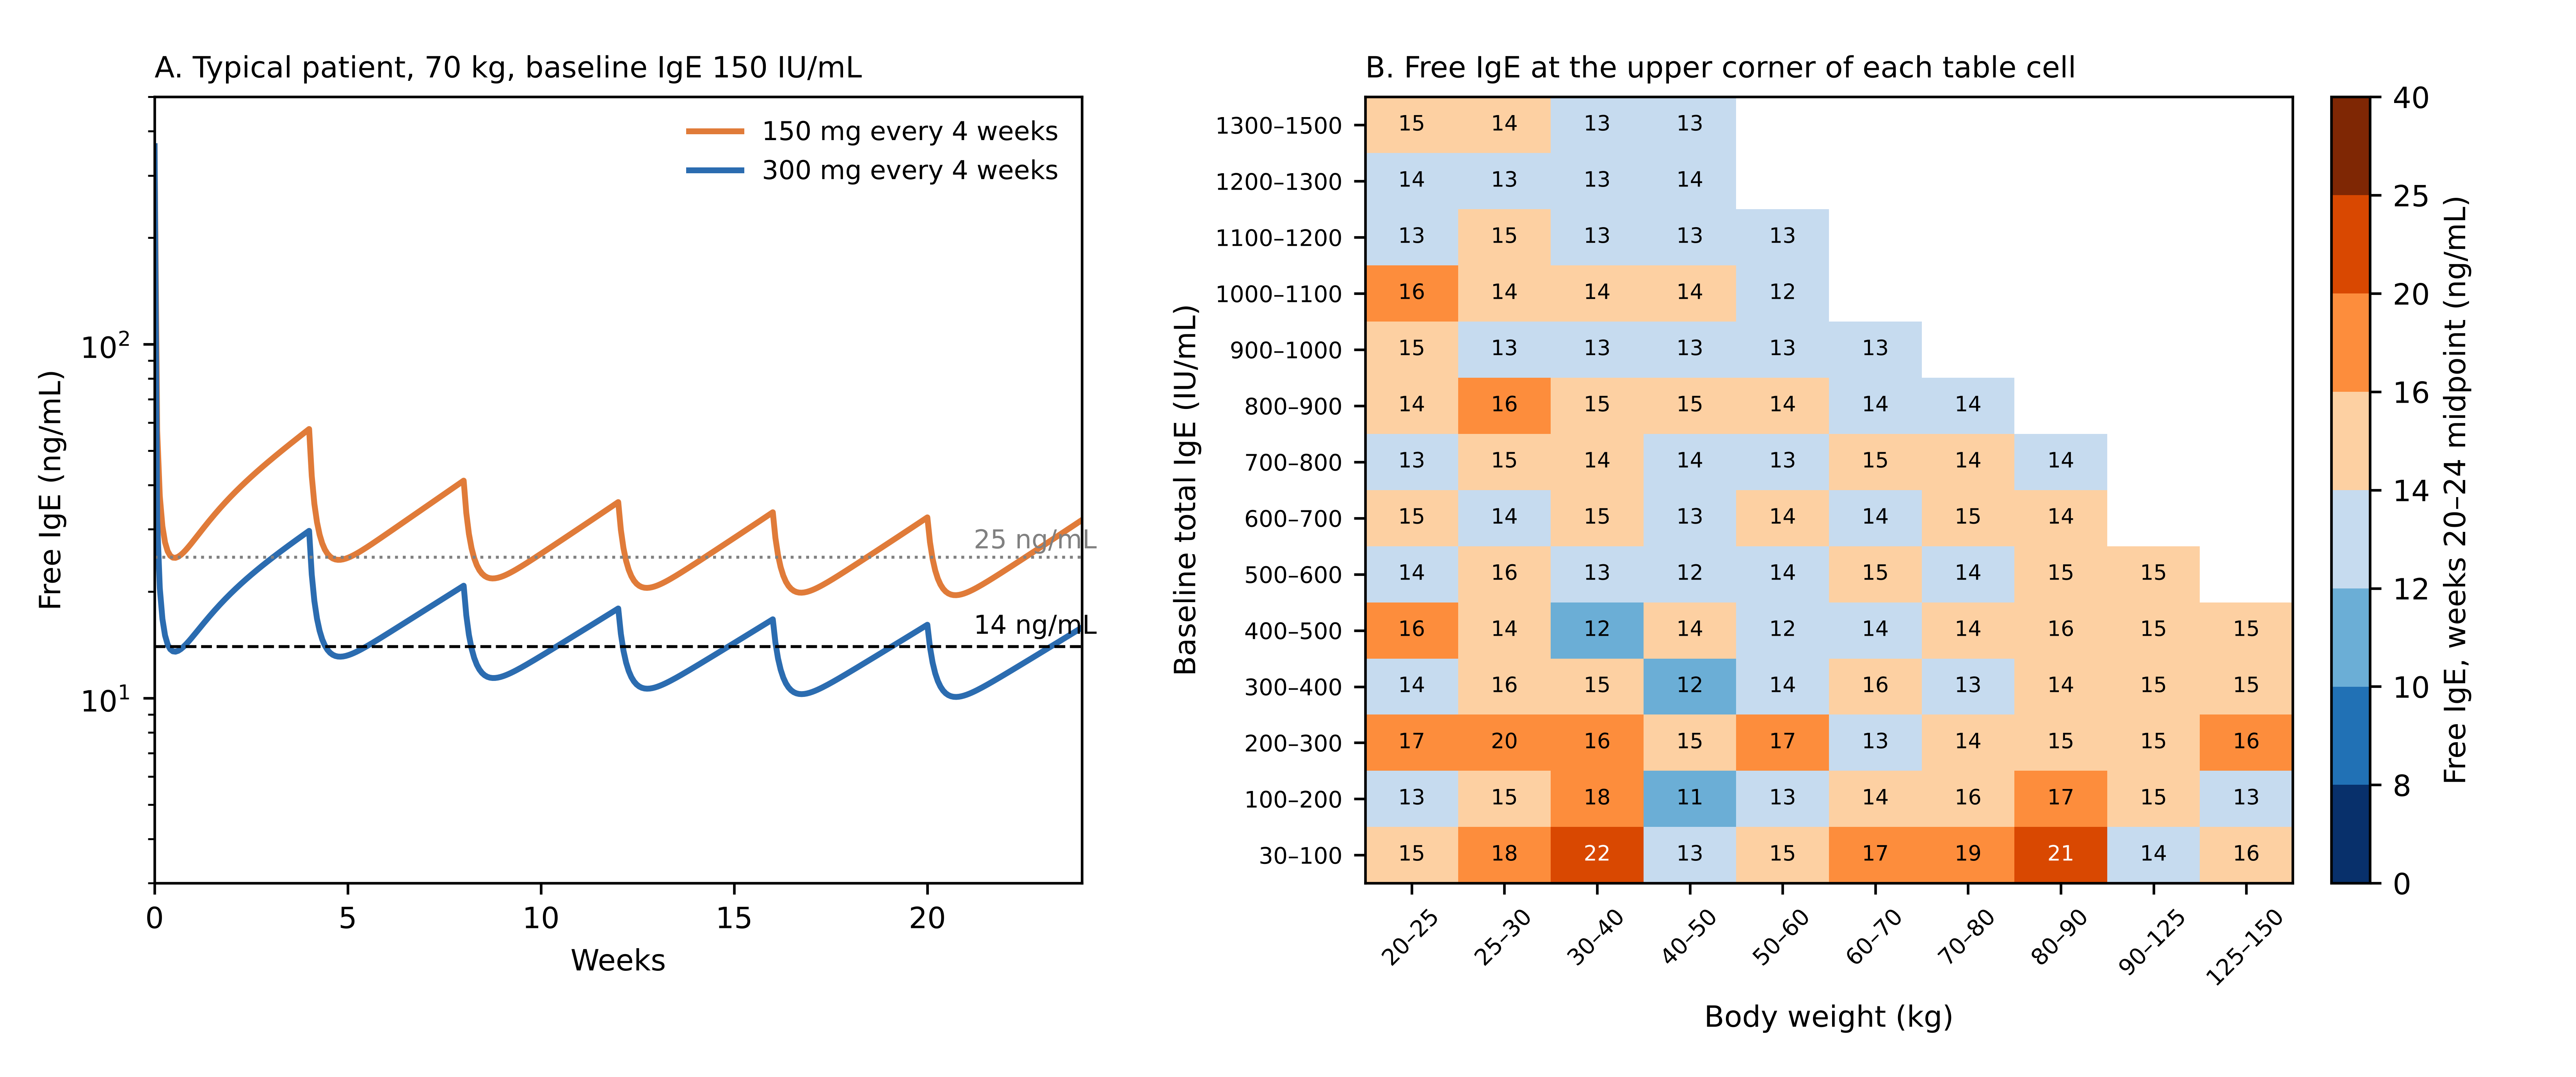 A. Typical patient, 70 kg, baseline IgE 150 IU/mL
150 mg every 4 weeks
300 mg every 4 weeks
Free IgE (ng/mL)
10²
10¹
25 ng/mL
14 ng/mL
0 5 10 15 20
Weeks
B. Free IgE at the upper corner of each table cell
Baseline total IgE (IU/mL)
1300–1500 15 14 13 13
1200–1300 14 13 13 14
1100–1200 13 15 13 13 13
1000–1100 16 14 14 14 12
900–1000 15 13 13 13 13 13
800–900 14 16 15 15 14 14 14
700–800 13 15 14 14 13 15 14 14
600–700 15 14 15 13 14 14 15 14
500–600 14 16 13 12 14 15 14 15 15
400–500 16 14 12 14 12 14 14 16 15 15
300–400 14 16 15 12 14 16 13 14 15 15
200–300 17 20 16 15 17 13 14 15 15 16
100–200 13 15 18 11 13 14 16 17 15 13
30–100 15 18 22 13 15 17 19 21 14 16
20–25 25–30 30–40 40–50 50–60 60–70 70–80 80–90 90–125 125–150
Body weight (kg)
40
25
20
16
14
12
10
8
0
Free IgE, weeks 20–24 midpoint (ng/mL)